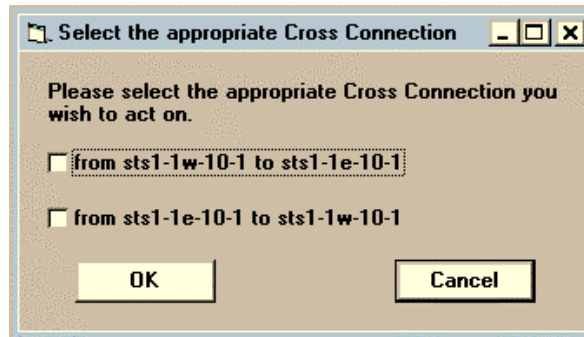 Select the appropriate Cross Connection
Please select the appropriate Cross Connection you
wish to act on.
from sts1-1w-10-1 to sts1-1e-10-1
from sts1-1e-10-1 to sts1-1w-10-1
OK Cancel